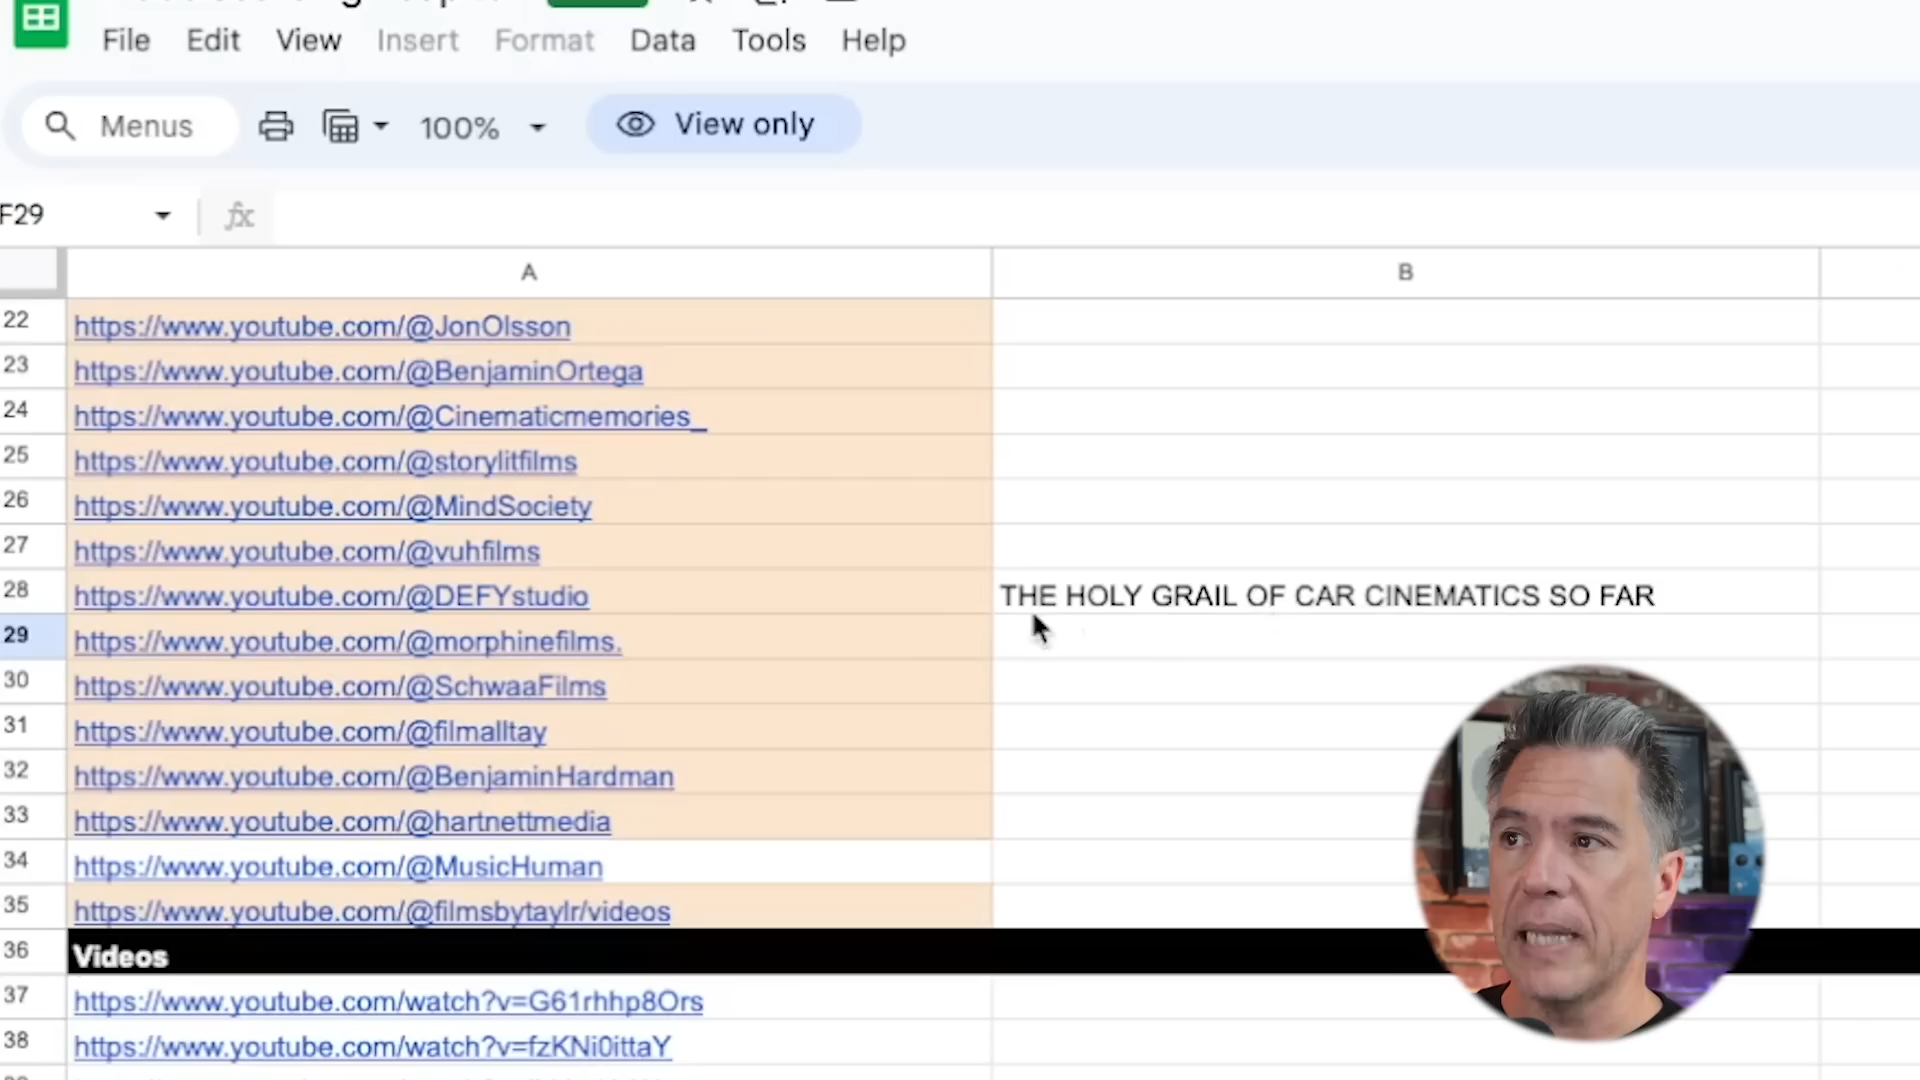 File Edit View Insert Format Data Tools Help
Menus 100% View only
F29 fx
A B
22 https://www.youtube.com/@JonOlsson
23 https://www.youtube.com/@BenjaminOrtega
24 https://www.youtube.com/@Cinematicmemories_
25 https://www.youtube.com/@storylitfilms
26 https://www.youtube.com/@MindSociety
27 https://www.youtube.com/@vuhfilms
28 https://www.youtube.com/@DEFYstudio THE HOLY GRAIL OF CAR CINEMATICS SO FAR
29 https://www.youtube.com/@morphinefilms.
30 https://www.youtube.com/@SchwaaFilms
31 https://www.youtube.com/@filmalltay
32 https://www.youtube.com/@BenjaminHardman
33 https://www.youtube.com/@hartnettmedia
34 https://www.youtube.com/@MusicHuman
35 https://www.youtube.com/@filmsbytaylr/videos
36 Videos
37 https://www.youtube.com/watch?v=G61rhhp8Ors
38 https://www.youtube.com/watch?v=fzKNi0ittaY